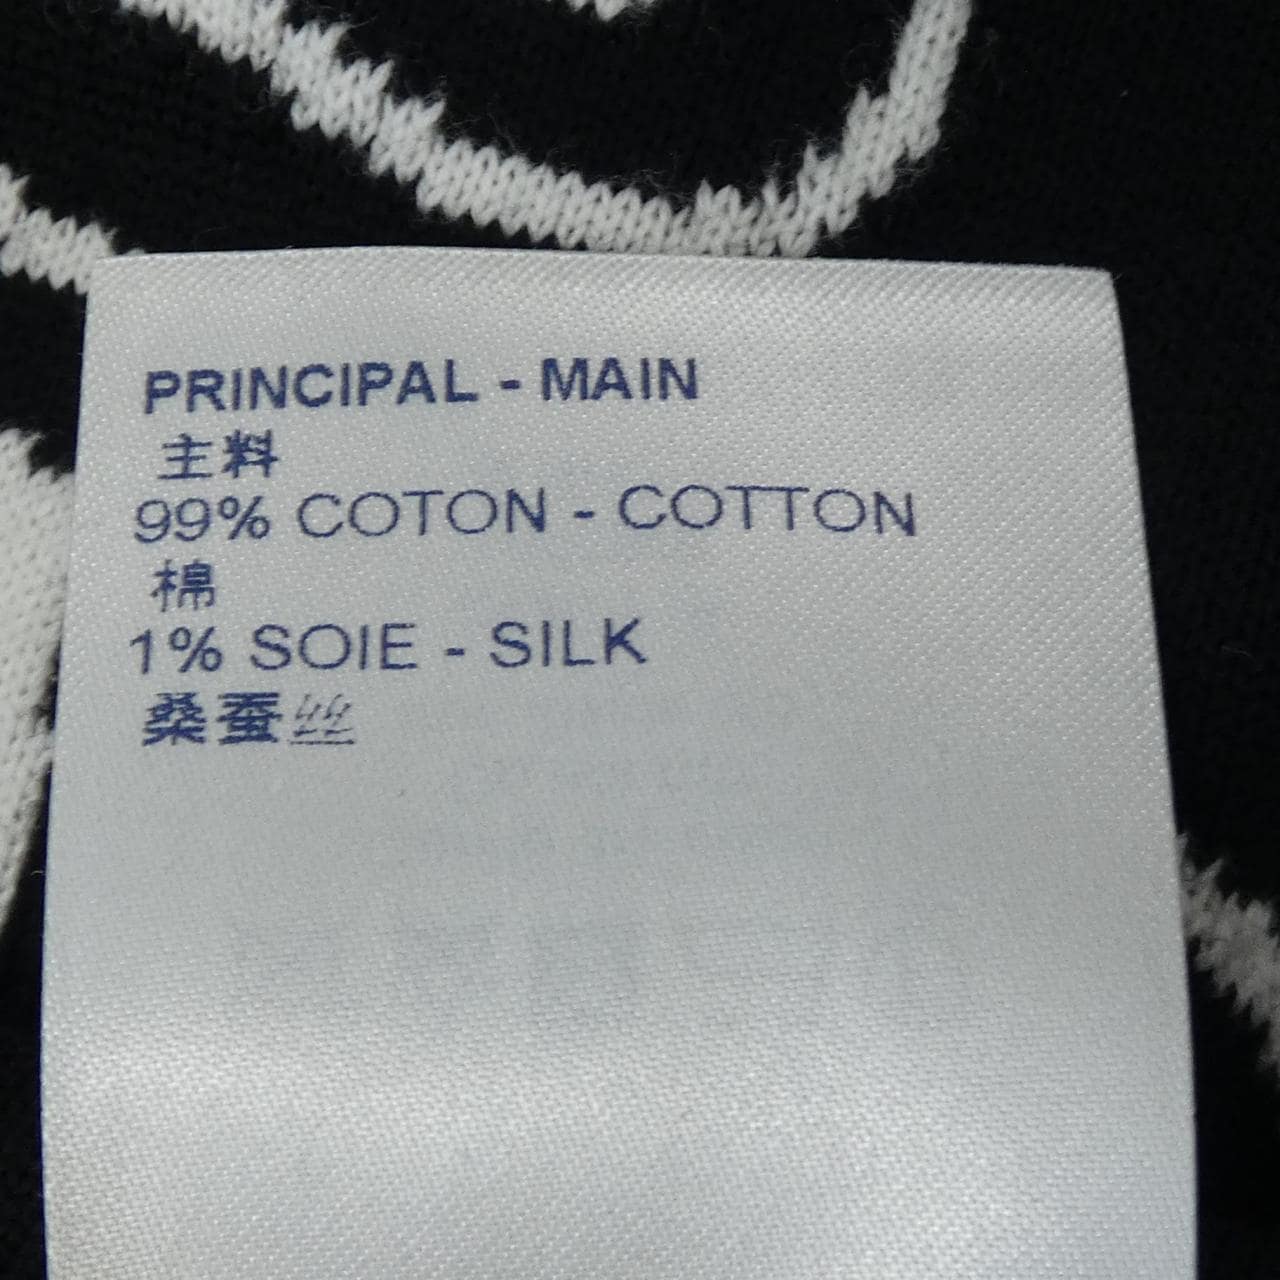 PRINCIPAL - MAIN
主料
99% COTON - COTTON
棉
1% SOIE - SILK
桑蚕丝